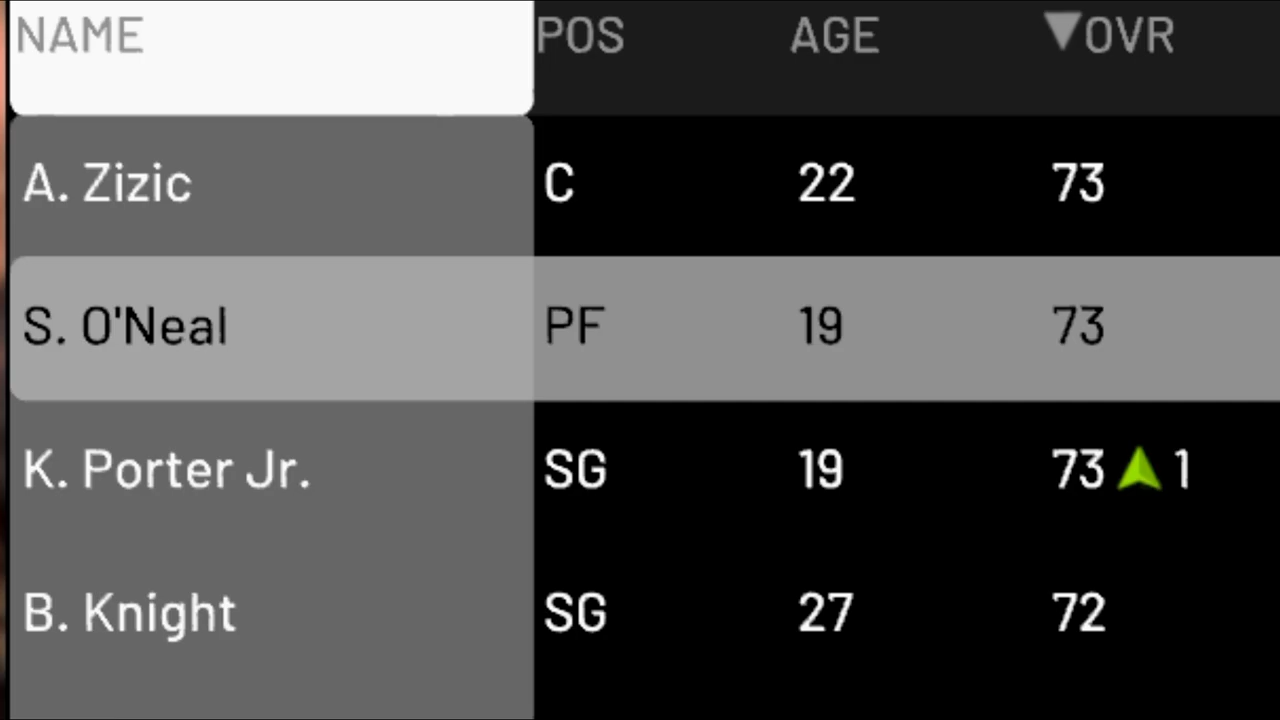 NAME POS AGE ▼OVR
A. Zizic C 22 73
S. O'Neal PF 19 73
K. Porter Jr. SG 19 73 ▲ 1
B. Knight SG 27 72